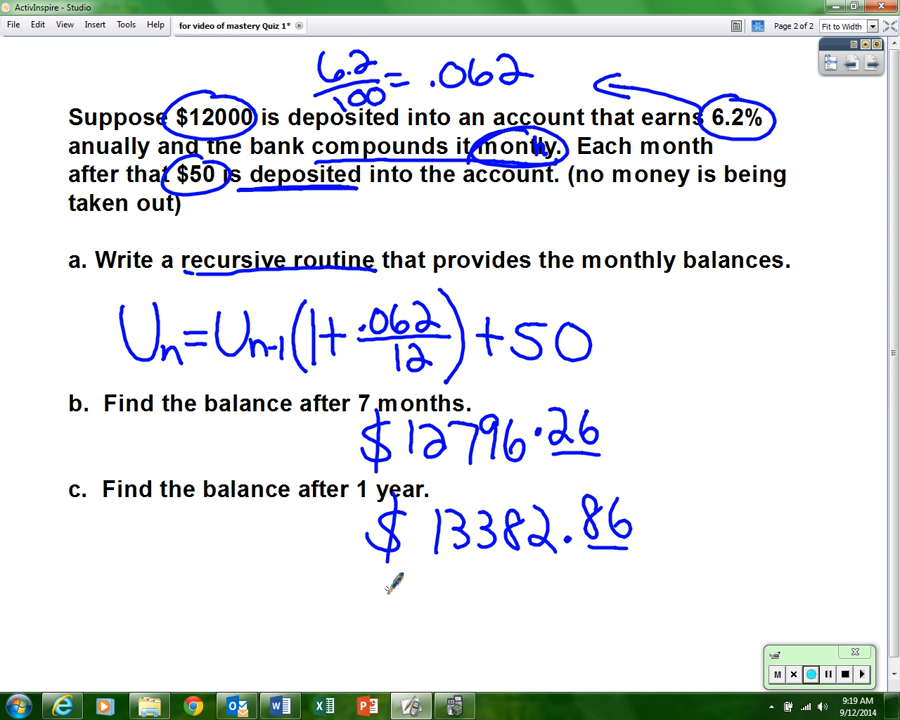 ActivInspire - Studio
File Edit View Insert Tools Help for video of mastery Quiz 1* Page 2 of 2 Fit to Width
6.2/100 = .062
Suppose $12000 is deposited into an account that earns 6.2%
anually and the bank compounds it monthly. Each month
after that $50 is deposited into the account. (no money is being
taken out)
a. Write a recursive routine that provides the monthly balances.
Un = Un-1 (1 + .062/12) + 50
b. Find the balance after 7 months.
$12796.26
c. Find the balance after 1 year.
$13382.86
M
9:19 AM
9/12/2014